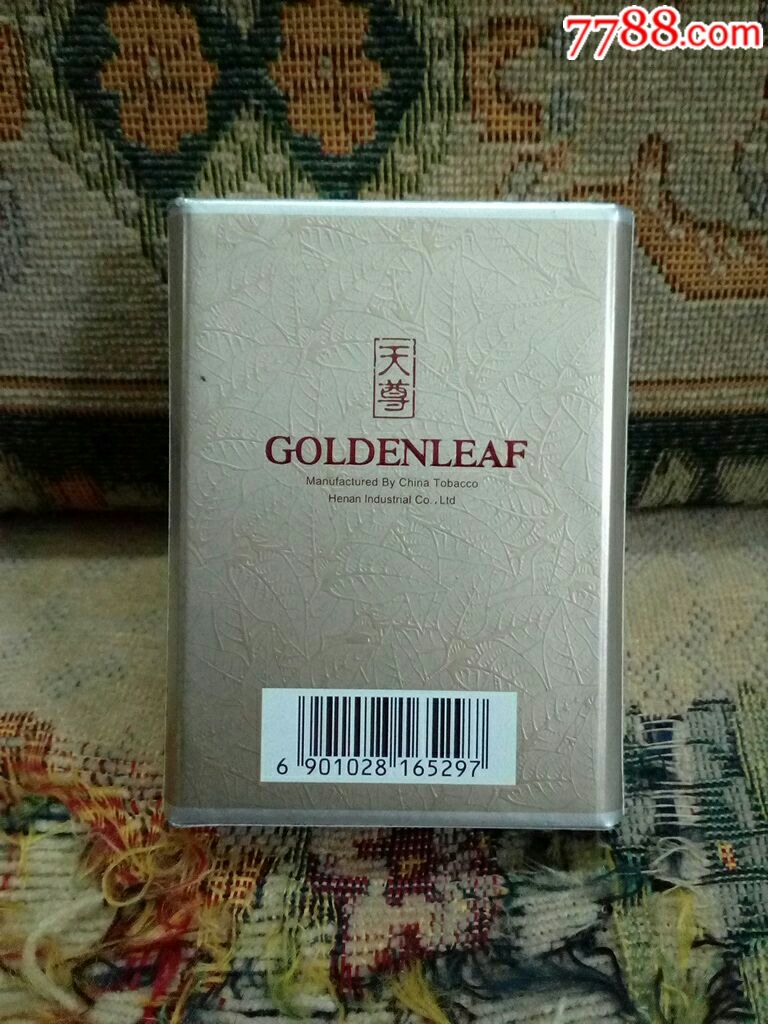 7788.com
天尊
GOLDENLEAF
Manufactured By China Tobacco
Henan Industrial Co., Ltd
6 901028 165297